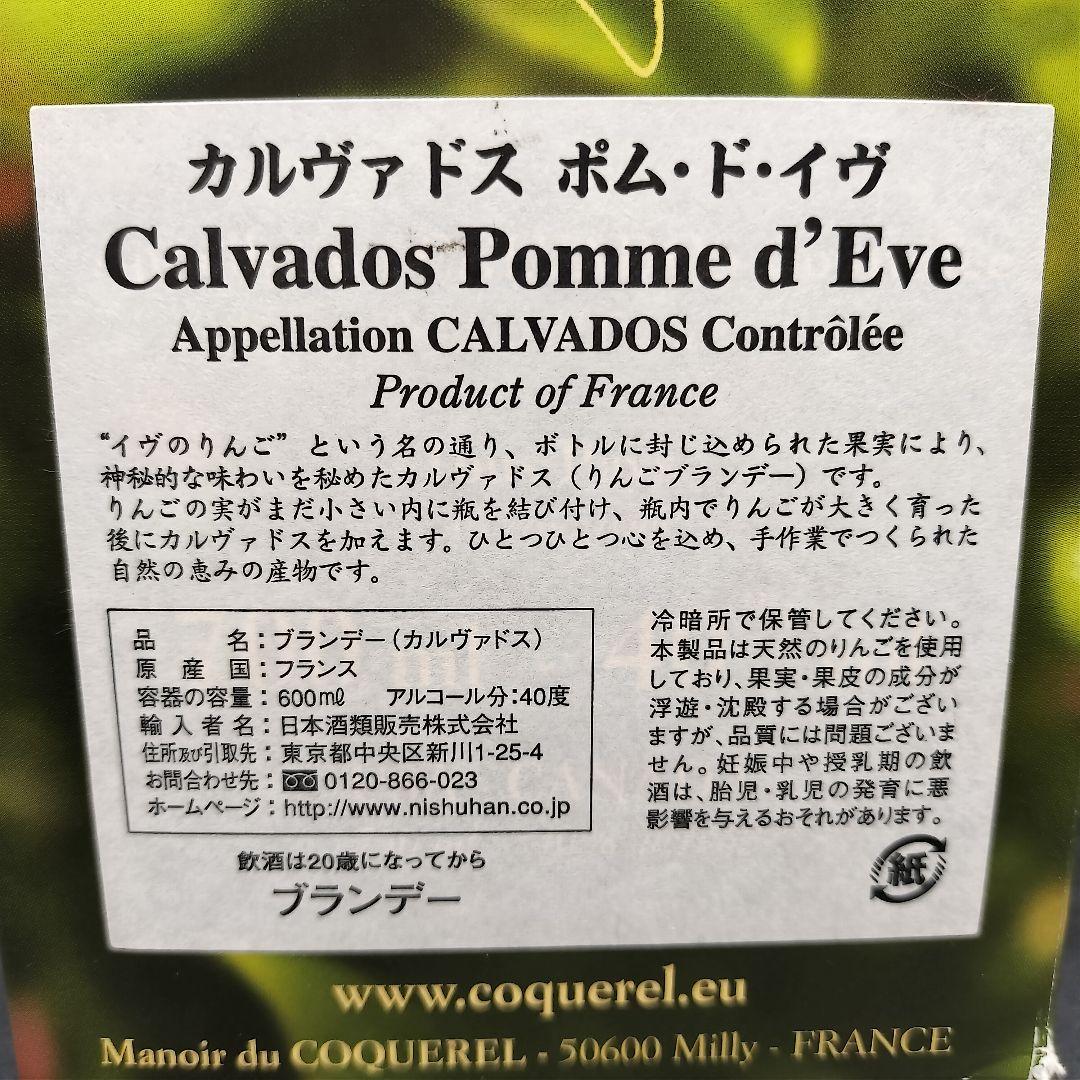 カルヴァドス ポム・ド・イヴ
Calvados Pomme d'Eve
Appellation CALVADOS Contrôlée
Product of France
“イヴのりんご” という名の通り、ボトルに封じ込められた果実により、
神秘的な味わいを秘めたカルヴァドス（りんごブランデー）です。
りんごの実がまだ小さい内に瓶を結び付け、瓶内でりんごが大きく育った
後にカルヴァドスを加えます。ひとつひとつ心を込め、手作業でつくられた
自然の恵みの産物です。
品 名：ブランデー（カルヴァドス）
原 産 国：フランス
容器の容量：600㎖ アルコール分：40度
輸 入 者 名：日本酒類販売株式会社
住所及び引取先：東京都中央区新川1-25-4
お問合わせ先：0120-866-023
ホームページ：http://www.nishuhan.co.jp
飲酒は20歳になってから
ブランデー
冷暗所で保管してください。
本製品は天然のりんごを使用
しており、果実・果皮の成分が
浮遊・沈殿する場合がござい
ますが、品質には問題ございま
せん。妊娠中や授乳期の飲
酒は、胎児・乳児の発育に悪
影響を与えるおそれがあります。
紙
www.coquerel.eu
Manoir du COQUEREL - 50600 Milly - FRANCE